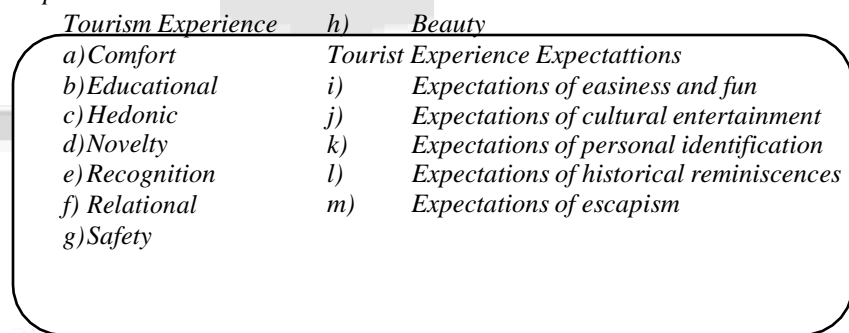 Tourism Experience
a)Comfort
b)Educational
c)Hedonic
d)Novelty
e)Recognition
f) Relational
g)Safety
h) Beauty
Tourist Experience Expectattions
i) Expectations of easiness and fun
j) Expectations of cultural entertainment
k) Expectations of personal identification
l) Expectations of historical reminiscences
m) Expectations of escapism